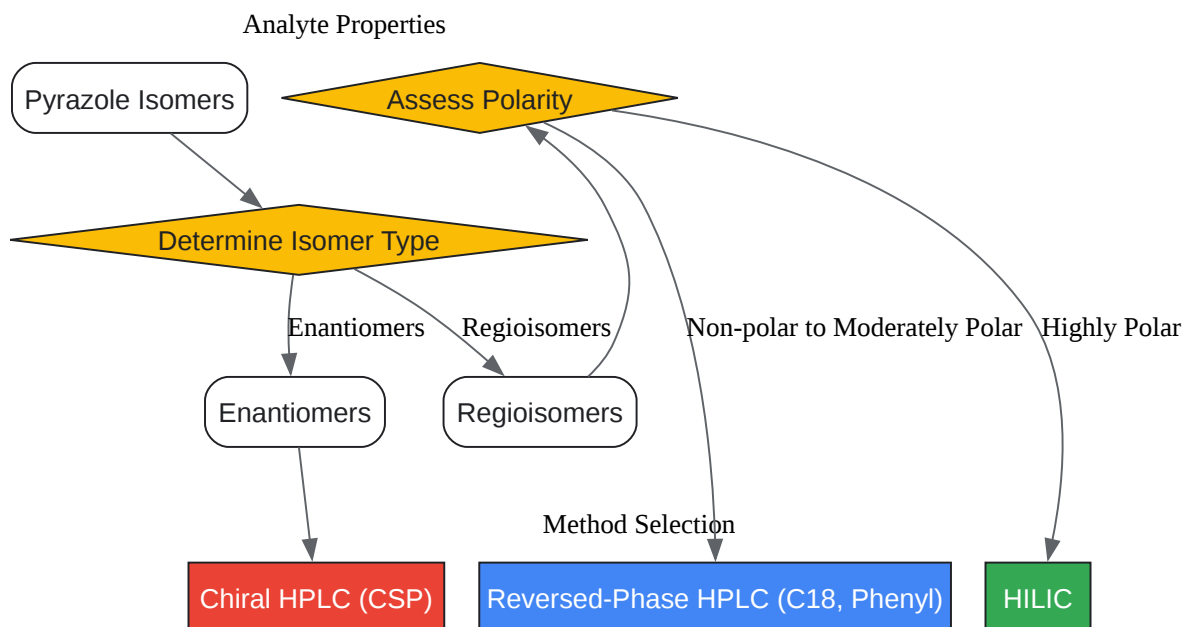 Analyte Properties
Pyrazole Isomers
Assess Polarity
Determine Isomer Type
Enantiomers
Regioisomers
Non-polar to Moderately Polar
Highly Polar
Enantiomers
Regioisomers
Method Selection
Chiral HPLC (CSP)
Reversed-Phase HPLC (C18, Phenyl)
HILIC